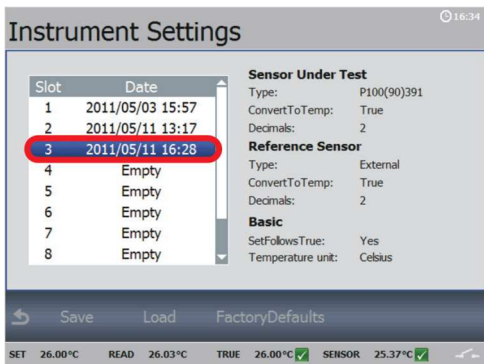 Instrument Settings
16:34
Slot Date
1 2011/05/03 15:57
2 2011/05/11 13:17
3 2011/05/11 16:28
4 Empty
5 Empty
6 Empty
7 Empty
8 Empty
Sensor Under Test
Type: P100(90)391
ConvertToTemp: True
Decimals: 2
Reference Sensor
Type: External
ConvertToTemp: True
Decimals: 2
Basic
SetFollowsTrue: Yes
Temperature unit: Celsius
Save Load FactoryDefaults
SET 26.00°C READ 26.03°C TRUE 26.00°C SENSOR 25.37°C